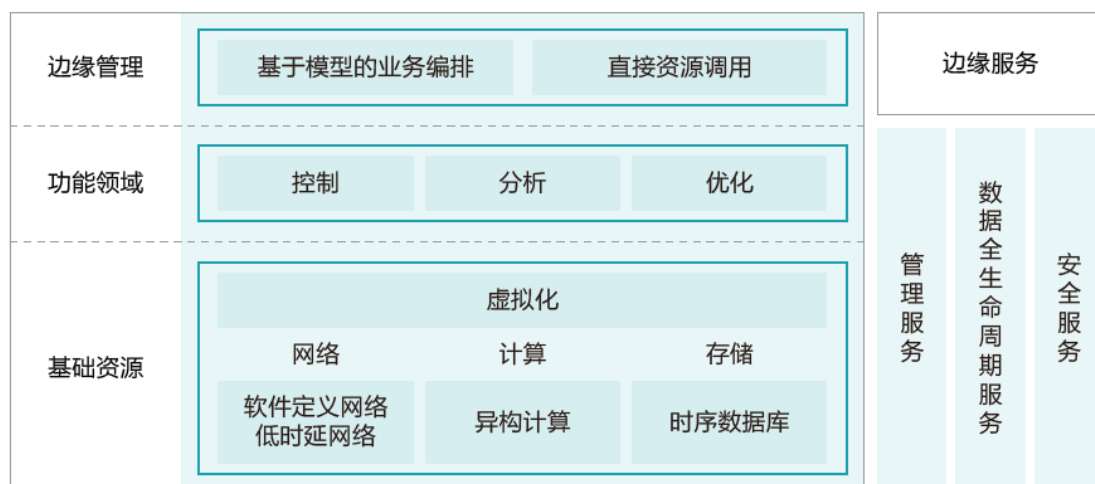 边缘管理
基于模型的业务编排
直接资源调用
功能领域
控制
分析
优化
基础资源
虚拟化
网络
计算
存储
软件定义网络
低时延网络
异构计算
时序数据库
边缘服务
管理服务
数据全生命周期服务
安全服务